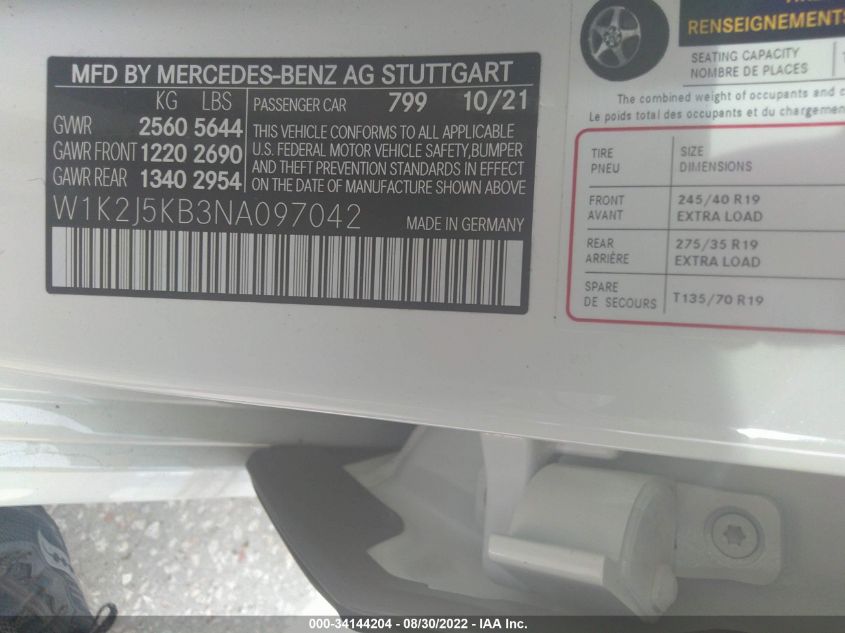 MFD BY MERCEDES-BENZ AG STUTTGART
KG LBS
GVWR 2560 5644
GAWR FRONT 1220 2690
GAWR REAR 1340 2954
PASSENGER CAR 799 10/21
THIS VEHICLE CONFORMS TO ALL APPLICABLE
U.S. FEDERAL MOTOR VEHICLE SAFETY,BUMPER
AND THEFT PREVENTION STANDARDS IN EFFECT
ON THE DATE OF MANUFACTURE SHOWN ABOVE
W1K2J5KB3NA097042 MADE IN GERMANY
RENSEIGNEMENTS
SEATING CAPACITY
NOMBRE DE PLACES
The combined weight of occupants and
Le poids total des occupants et du chargement
TIRE SIZE
PNEU DIMENSIONS
FRONT 245/40 R19
AVANT EXTRA LOAD
REAR 275/35 R19
ARRIÈRE EXTRA LOAD
SPARE T135/70 R19
DE SECOURS
000-34144204 - 08/30/2022 - IAA Inc.